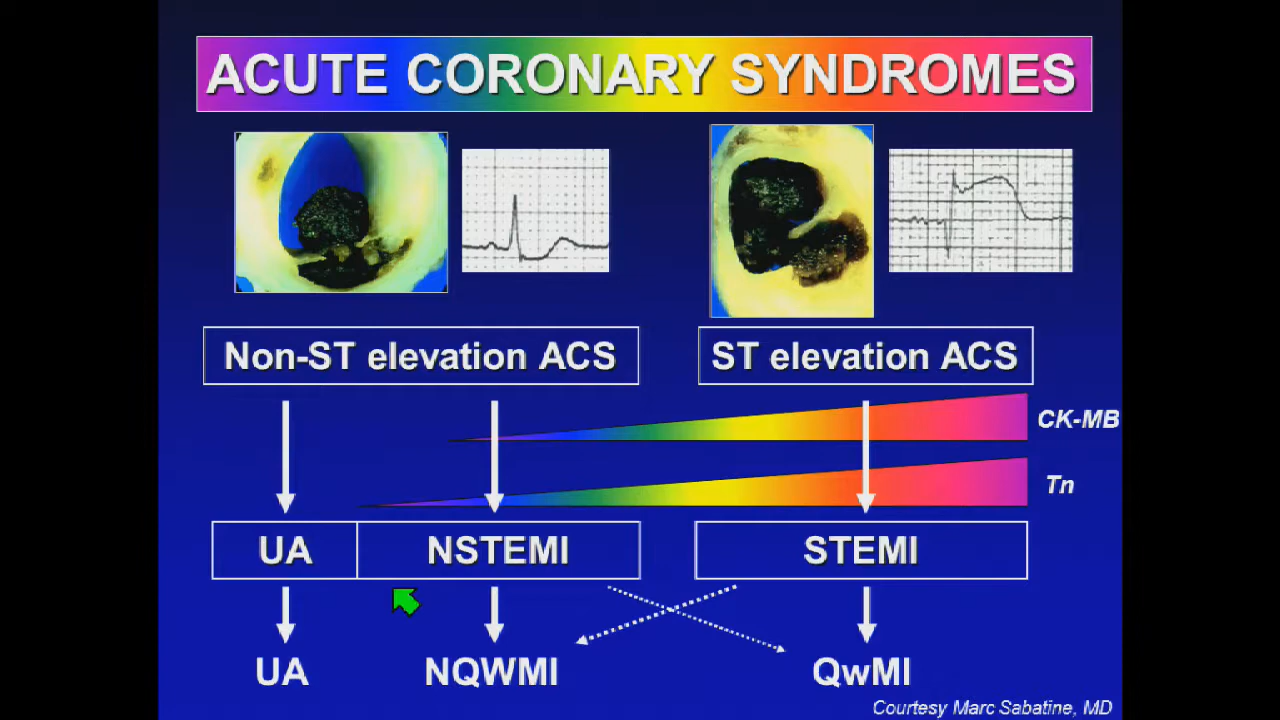 ACUTE CORONARY SYNDROMES
Non-ST elevation ACS
ST elevation ACS
CK-MB
Tn
UA
NSTEMI
STEMI
UA
NQWMI
QwMI
Courtesy Marc Sabatine, MD